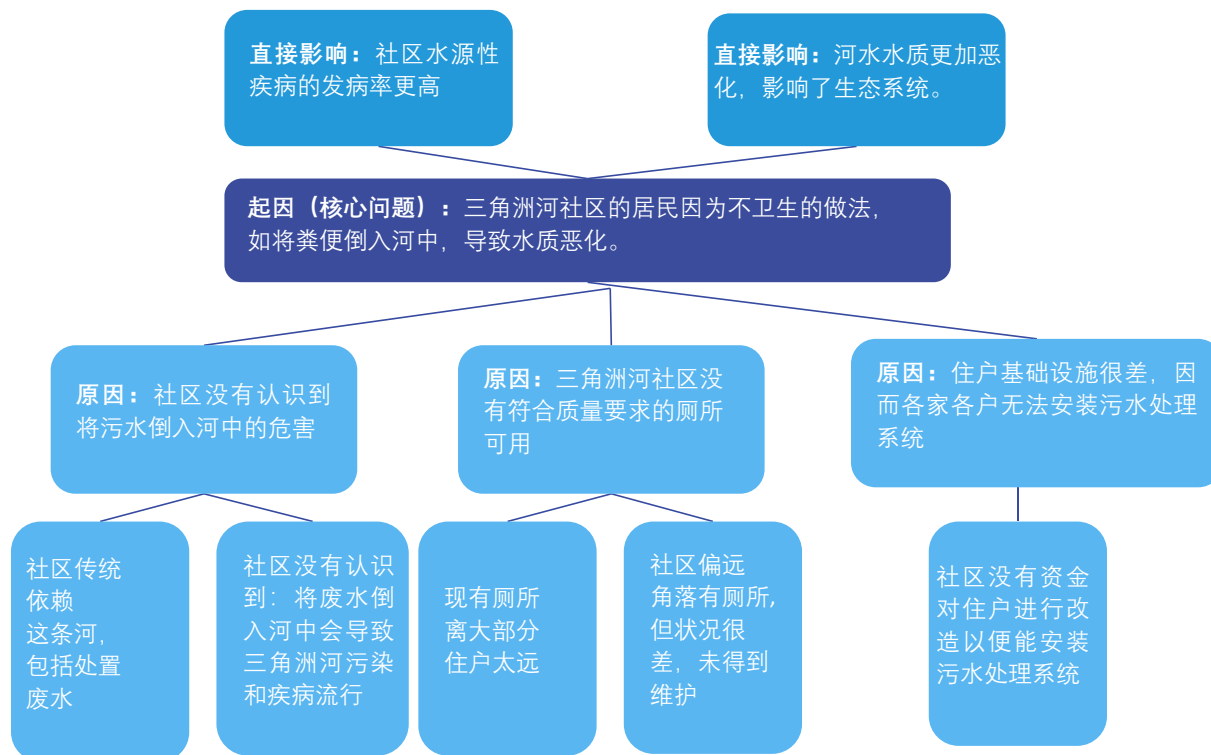 直接影响：社区水源性
疾病的发病率更高
直接影响：河水水质更加恶
化，影响了生态系统。
起因（核心问题）：三角洲河社区的居民因为不卫生的做法，
如将粪便倒入河中，导致水质恶化。
原因：社区没有认识到
将污水倒入河中的危害
原因：三角洲河社区没
有符合质量要求的厕所
可用
原因：住户基础设施很差，因
而各家各户无法安装污水处理
系统
社区传统
依赖
这条河，
包括处置
废水
社区没有认识
到：将废水倒
入河中会导致
三角洲河污染
和疾病流行
现有厕所
离大部分
住户太远
社区偏远
角落有厕所，
但状况很
差，未得到
维护
社区没有资金
对住户进行改
造以便能安装
污水处理系统